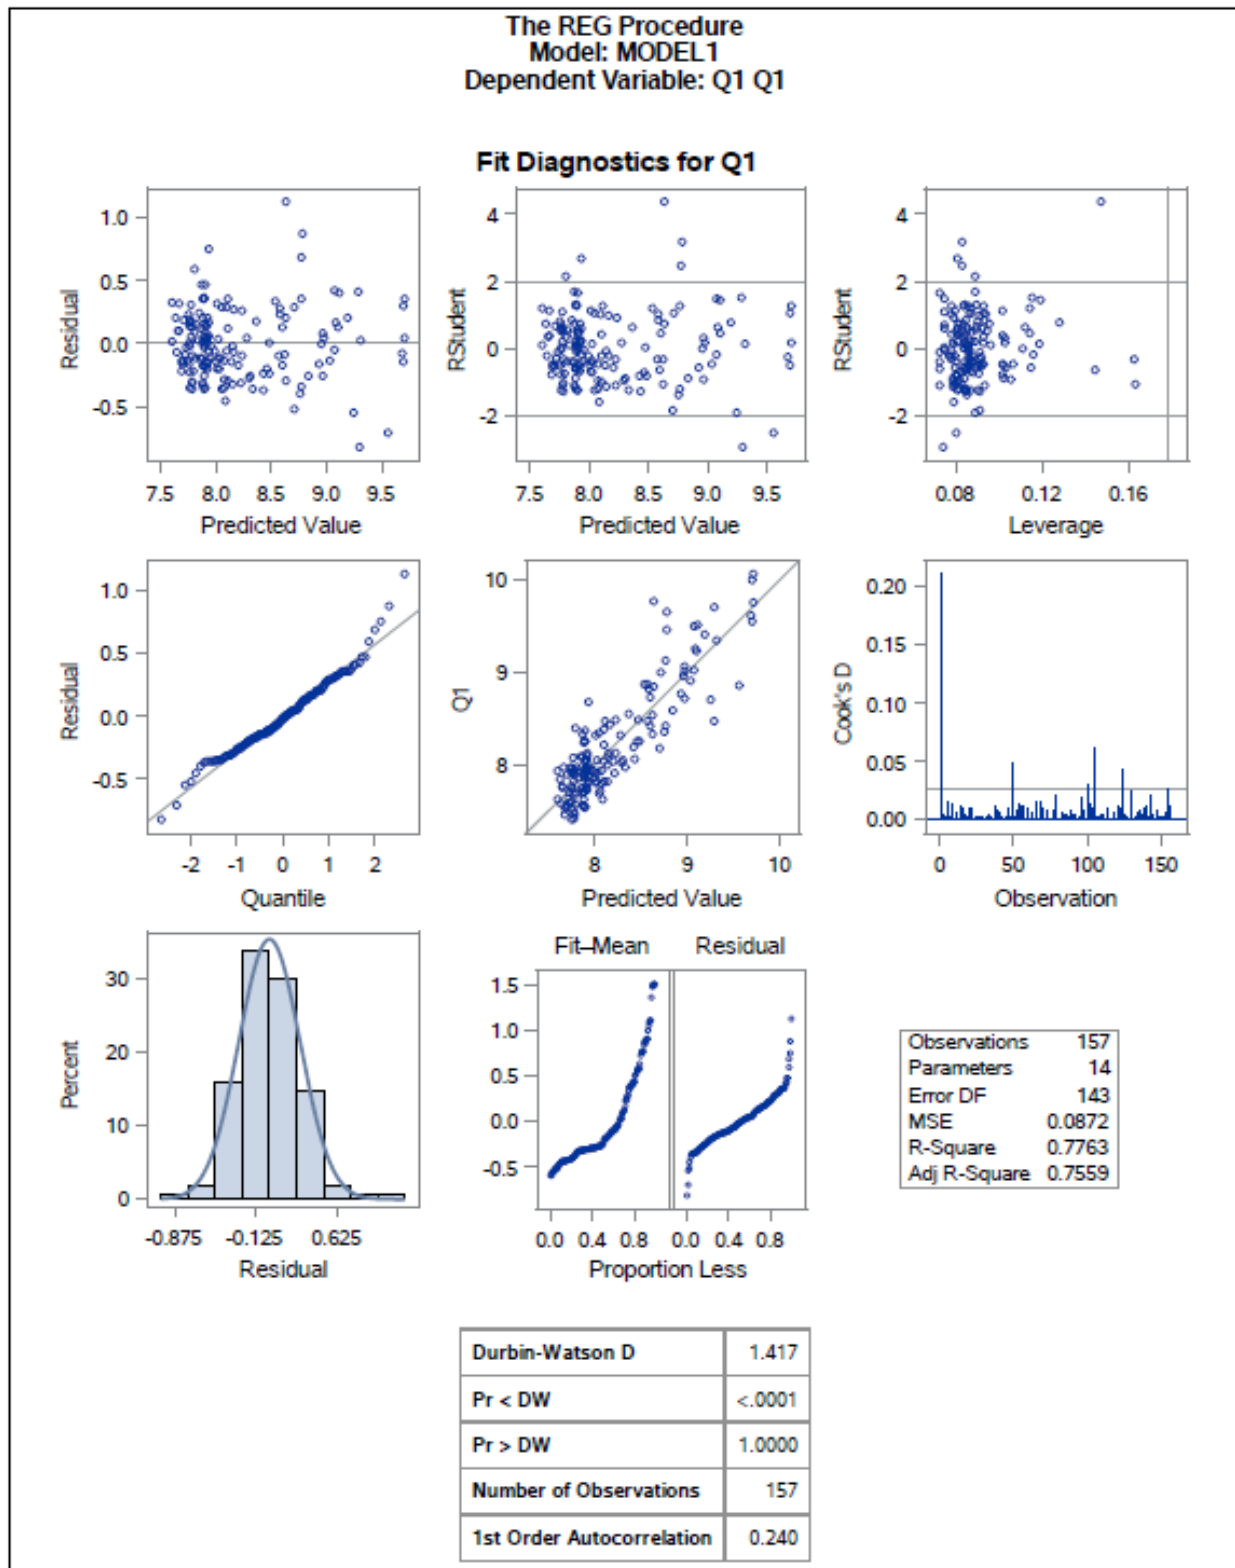 The REG Procedure
Model: MODEL1
Dependent Variable: Q1 Q1
Fit Diagnostics for Q1
1.0
0.5
0.0
-0.5
Residual
7.5 8.0 8.5 9.0 9.5
Predicted Value
4
2
0
-2
RStudent
7.5 8.0 8.5 9.0 9.5
Predicted Value
4
2
0
-2
RStudent
0.08 0.12 0.16
Leverage
1.0
0.5
0.0
-0.5
Residual
-2 -1 0 1 2
Quantile
10
9
8
Q1
8 9 10
Predicted Value
0.20
0.15
0.10
0.05
0.00
Cook's D
0 50 100 150
Observation
30
20
10
0
Percent
-0.875 -0.125 0.625
Residual
Fit–Mean Residual
1.5
1.0
0.5
0.0
-0.5
0.0 0.4 0.8 0.0 0.4 0.8
Proportion Less
Observations 157
Parameters 14
Error DF 143
MSE 0.0872
R-Square 0.7763
Adj R-Square 0.7559
Durbin-Watson D 1.417
Pr < DW <.0001
Pr > DW 1.0000
Number of Observations 157
1st Order Autocorrelation 0.240